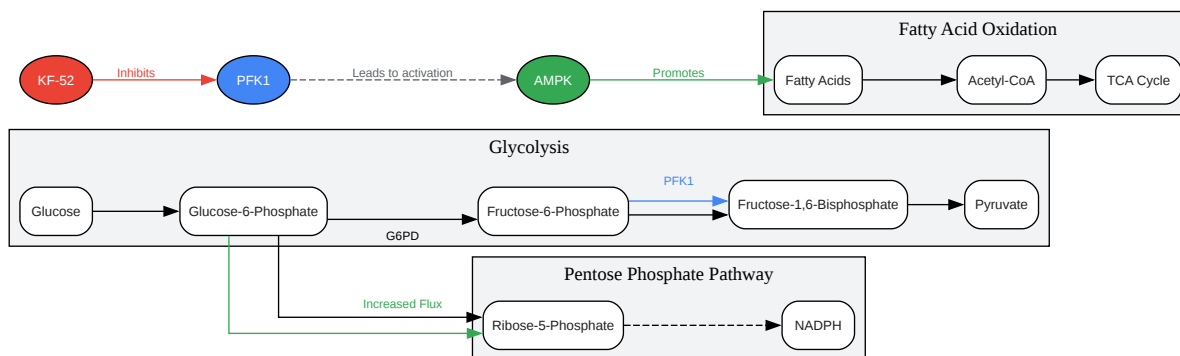 Fatty Acid Oxidation
KF-52
Inhibits
PFK1
Leads to activation
AMPK
Promotes
Fatty Acids
Acetyl-CoA
TCA Cycle
Glycolysis
Glucose
Glucose-6-Phosphate
Fructose-6-Phosphate
PFK1
Fructose-1,6-Bisphosphate
Pyruvate
G6PD
Pentose Phosphate Pathway
Increased Flux
Ribose-5-Phosphate
NADPH